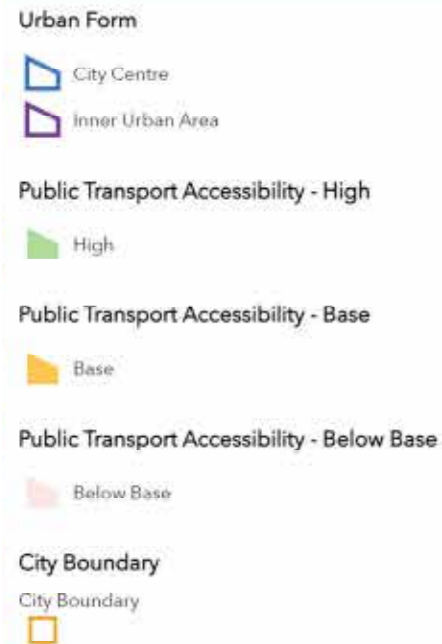 Urban Form
City Centre
Inner Urban Area
Public Transport Accessibility - High
High
Public Transport Accessibility - Base
Base
Public Transport Accessibility - Below Base
Below Base
City Boundary
City Boundary